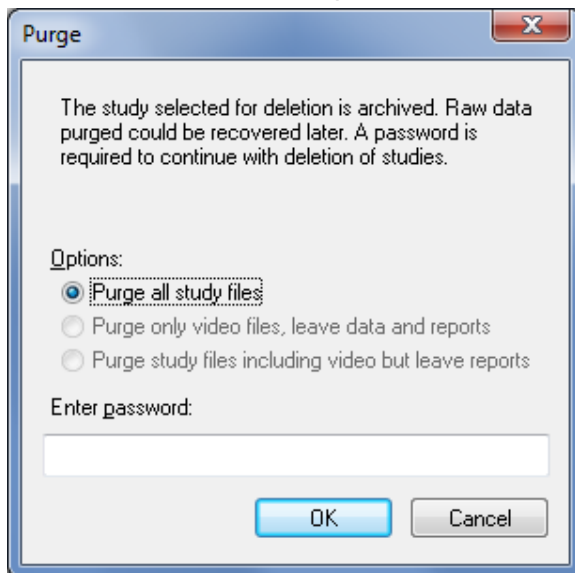 Purge
The study selected for deletion is archived. Raw data
purged could be recovered later. A password is
required to continue with deletion of studies.
Options:
Purge all study files
Purge only video files, leave data and reports
Purge study files including video but leave reports
Enter password:
OK
Cancel